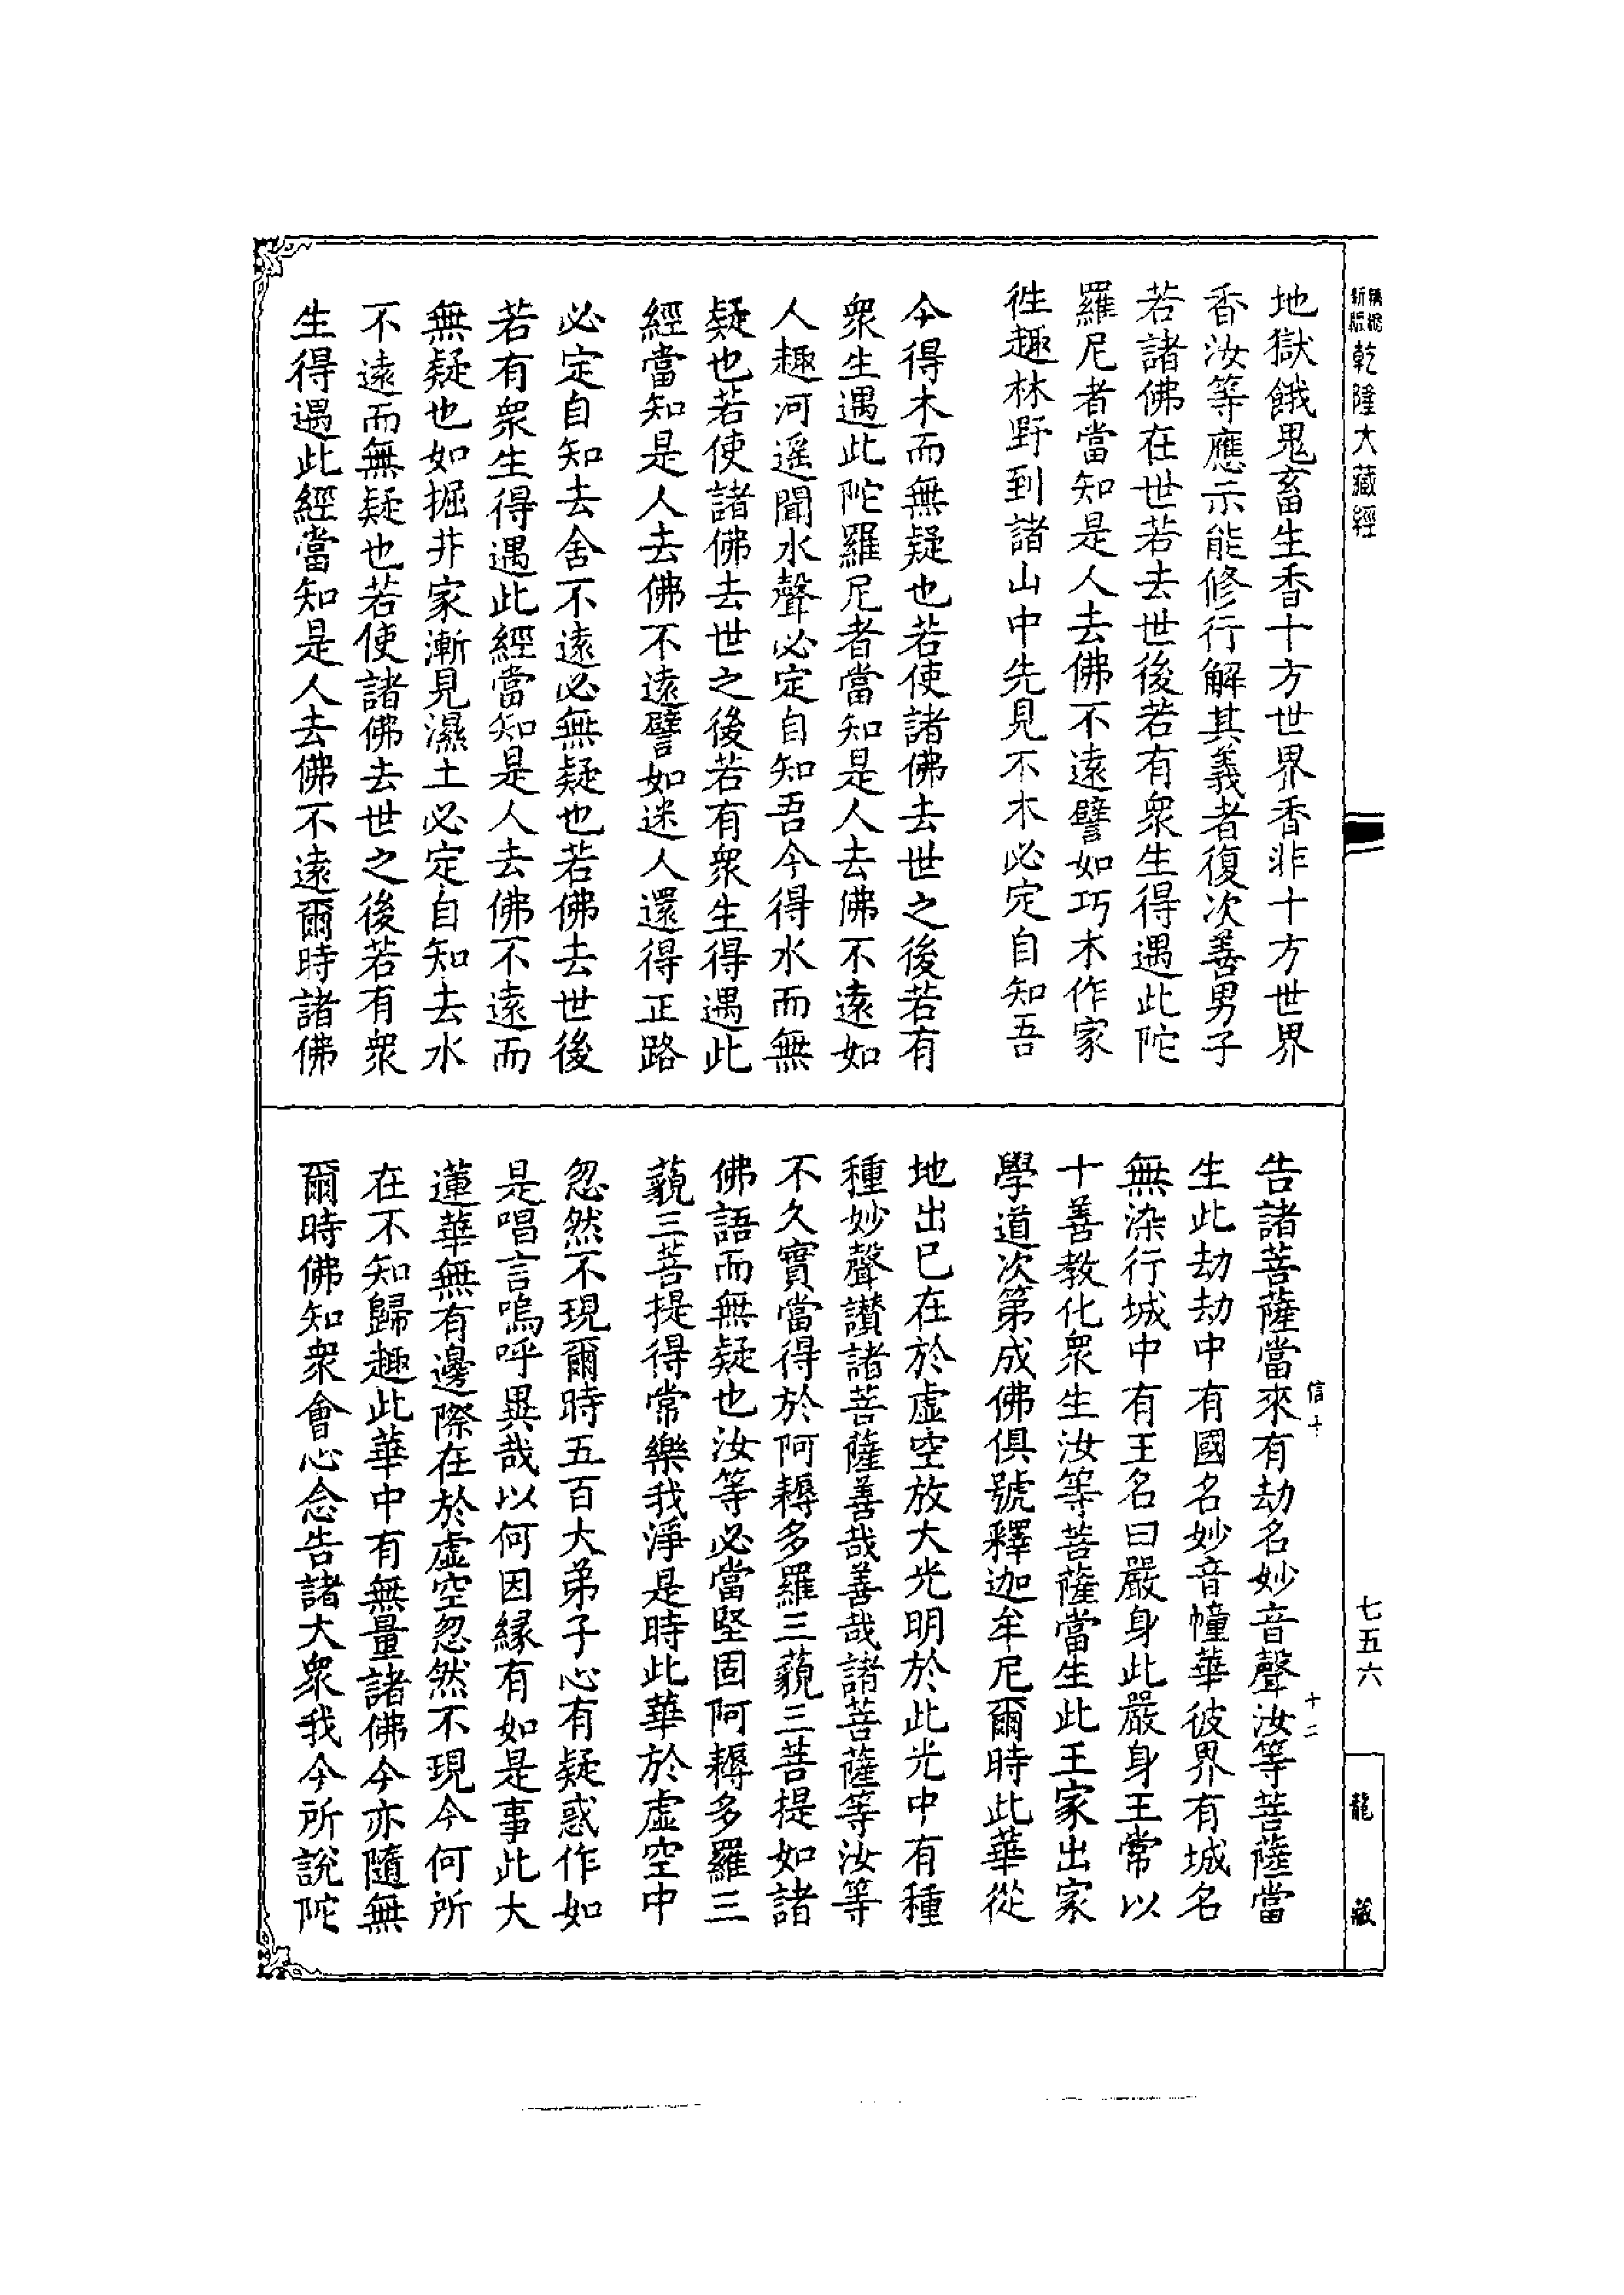 乾隆大藏經
地獄餓鬼畜生香十方世界香非十方世界
香汝等應示能修行解其義者復次善男子
若諸佛在世若去世後若有衆生得遇此陀
羅尼者當知是人去佛不遠譬如巧木作家
徃趣林野到諸山中先見不木必定自知吾
今得木而無疑也若使諸佛去世之後若有
衆生遇此陀羅尼者當知是人去佛不遠如
人趣河遥聞水聲必定自知吾今得水而無
疑也若使諸佛去世之後若有衆生得遇此
經當知是人去佛不遠譬如迷人還得正路
必定自知去舍不遠必無疑也若佛去世後
若有衆生得遇此經當知是人去佛不遠而
無疑也如掘井家漸見濕土必定自知去水
不遠而無疑也若使諸佛去世之後若有衆
生得遇此經當知是人去佛不遠爾時諸佛
告諸菩薩當來有劫名妙音聲汝等菩薩當
生此劫劫中有國名妙音幢華彼界有城名
無染行城中有王名曰嚴身此嚴身王常以
十善教化衆生汝等菩薩當生此王家出家
學道次第成佛俱號釋迦牟尼爾時此華從
地出已在於虛空放大光明於此光中有種
種妙聲讃諸菩薩善哉善哉諸菩薩等汝等
不久實當得於阿耨多羅三藐三菩提如諸
佛語而無疑也汝等必當堅固阿耨多羅三
藐三菩提得常樂我淨是時此華於虛空中
忽然不現爾時五百大弟子心有疑惑作如
是唱言嗚呼異哉以何因縁有如是事此大
蓮華無有邊際在於虛空忽然不現今何所
在不知歸趣此華中有無量諸佛今亦隨無
爾時佛知衆會心念告諸大衆我今所說陀
信十
十二
七五六
龍藏